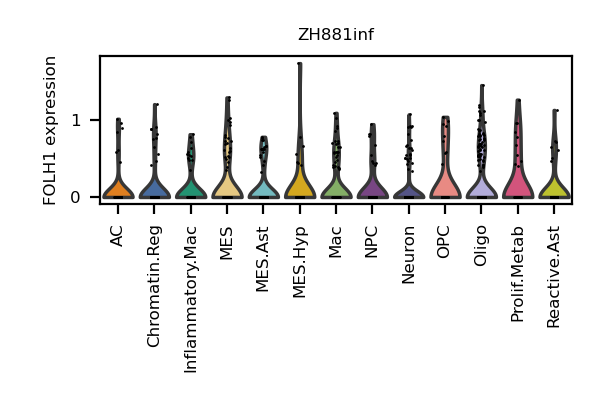 ZH881inf
FOLH1 expression
1
0
AC
Chromatin.Reg
Inflammatory.Mac
MES
MES.Ast
MES.Hyp
Mac
NPC
Neuron
OPC
Oligo
Prolif.Metab
Reactive.Ast